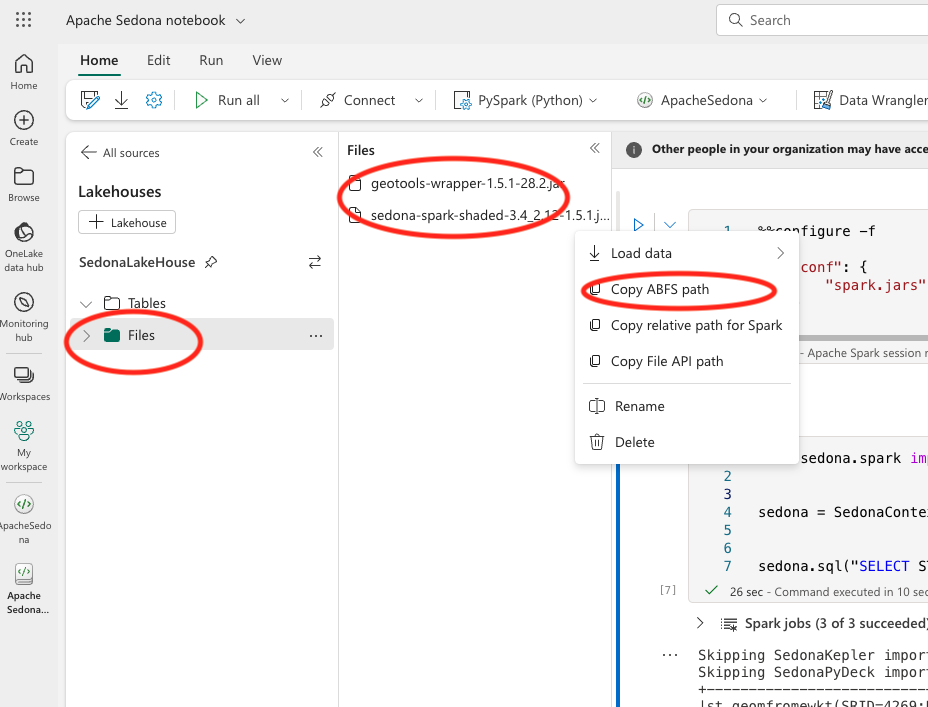 Apache Sedona notebook
Search
Home
Edit
Run
View
Run all
Connect
PySpark (Python)
ApacheSedona
Data Wrangler
Home
Create
Browse
OneLake
data hub
Monitoring
hub
Workspaces
My
workspace
ApacheSedo
na
Apache
Sedona...
All sources
Lakehouses
Lakehouse
SedonaLakeHouse
Tables
Files
...
Files
geotools-wrapper-1.5.1-28.2.jar
sedona-spark-shaded-3.4_2.12-1.5.1.j...
Load data
Copy ABFS path
Copy relative path for Spark
Copy File API path
Rename
Delete
Other people in your organization may have acce
1 %%configure -f
conf": {
"spark.jars"
- Apache Spark session r
sedona.spark im
2
3
4 sedona = SedonaConte
5
6
7 sedona.sql("SELECT S
[7]
26 sec - Command executed in 10 sec
Spark jobs (3 of 3 succeeded)
...
Skipping SedonaKepler import
Skipping SedonaPyDeck import
+--------------------------
|st_geomfromewkt(SRID=4269;